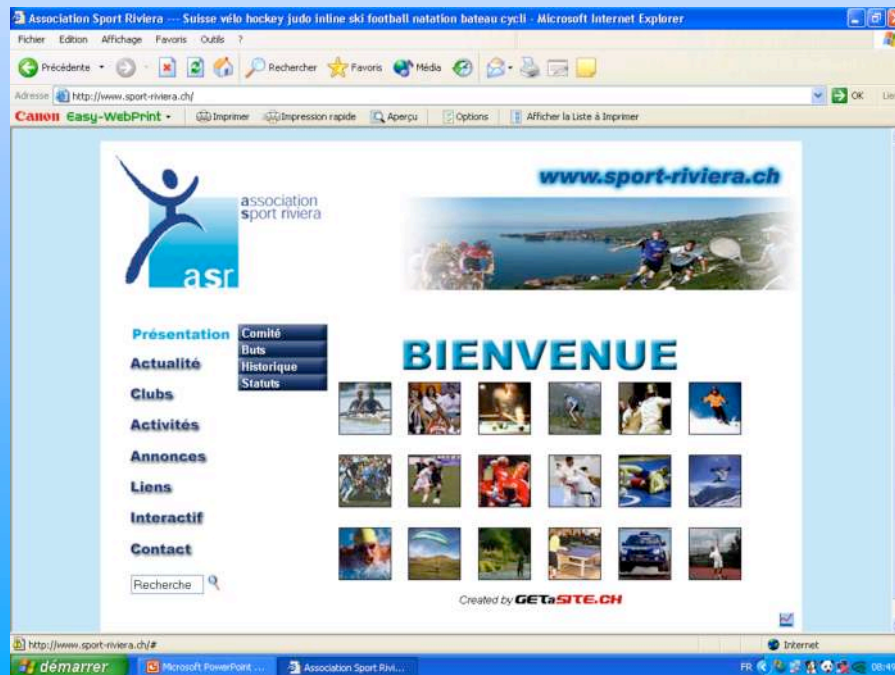 Association Sport Riviera --- Suisse vélo hockey judo inline ski football natation bateau cycli - Microsoft Internet Explorer
Fichier Edition Affichage Favoris Outils ?
Précédente Rechercher Favoris Média
Adresse http://www.sport-riviera.ch/ OK Lie
Canon Easy-WebPrint Imprimer Impression rapide Aperçu Options Afficher la Liste à Imprimer
www.sport-riviera.ch
association
sport riviera
asr
Présentation
Comité
Buts
Historique
Statuts
Actualité
Clubs
Activités
Annonces
Liens
Interactif
Contact
Recherche
BIENVENUE
Created by GETaSITE.CH
http://www.sport-riviera.ch/# Internet
démarrer Microsoft PowerPoint ... Association Sport Rivi... FR 08:49